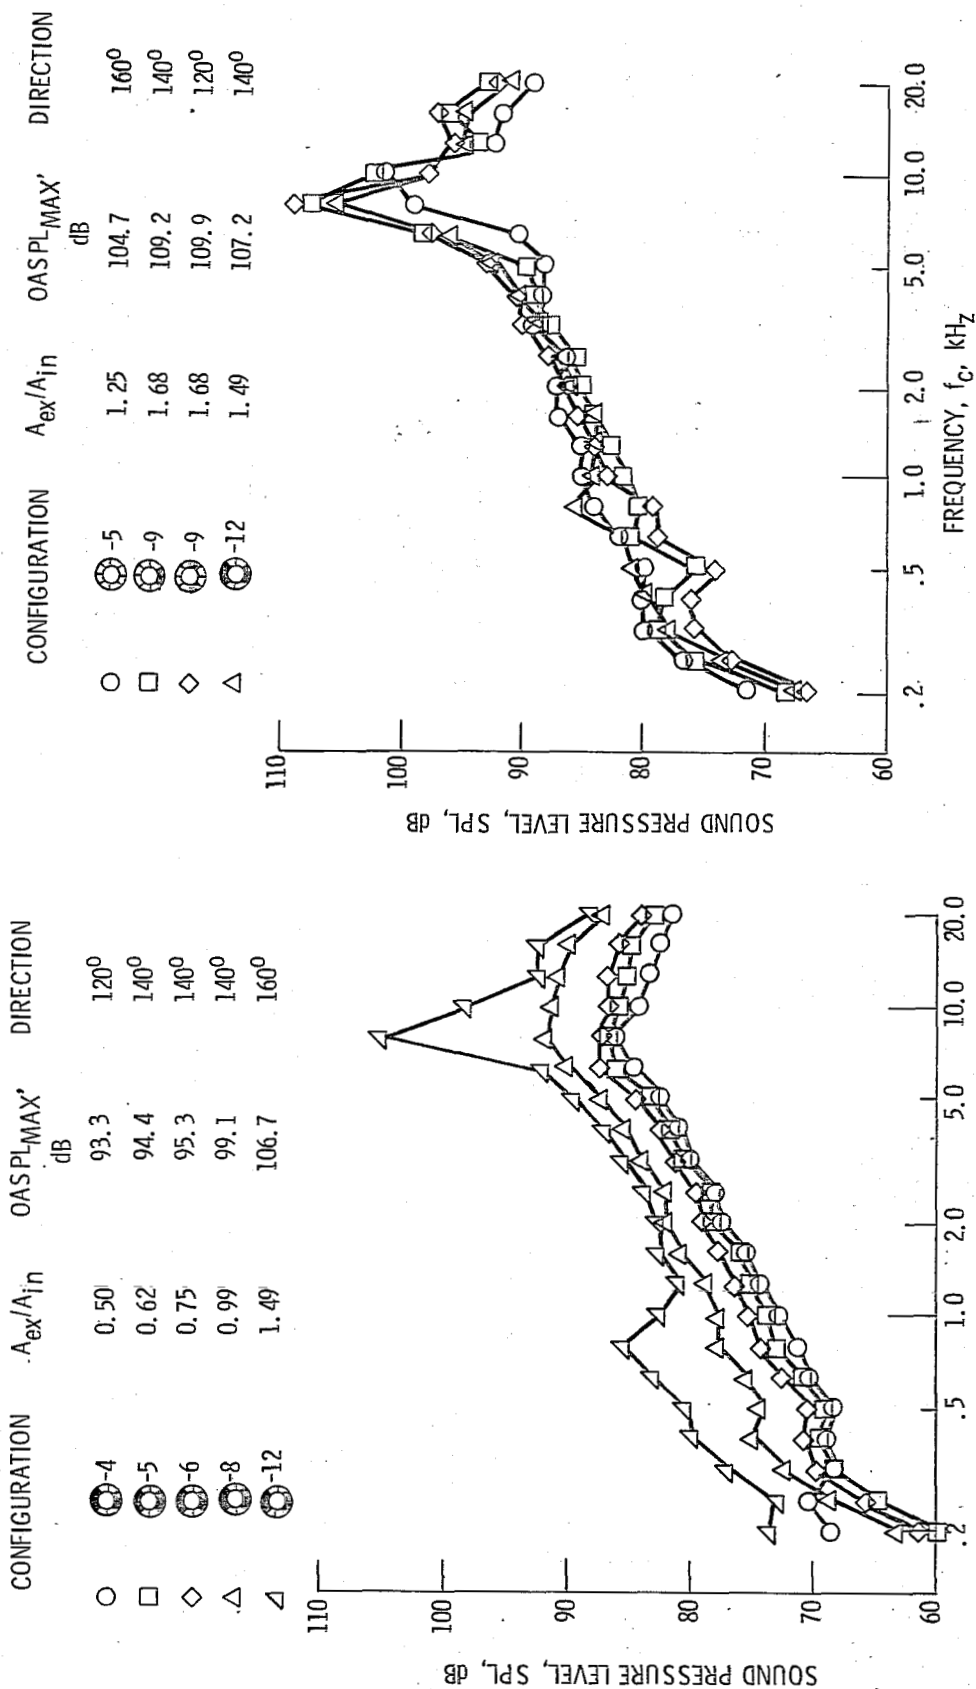 CONFIGURATION A_ex/A_in OASPL_MAX, DIRECTION
dB
-4 0.50 93.3 120°
-5 0.62 94.4 140°
-6 0.75 95.3 140°
-8 0.99 99.1 140°
-12 1.49 106.7 160°
110
100
90
80
70
60
SOUND PRESSURE LEVEL, SPL, dB
.2 .5 1.0 2.0 5.0 10.0 20.0
CONFIGURATION A_ex/A_in OASPL_MAX, DIRECTION
dB
-5 1.25 104.7 160°
-9 1.68 109.2 140°
-9 1.68 109.9 120°
-12 1.49 107.2 140°
110
100
90
80
70
60
SOUND PRESSURE LEVEL, SPL, dB
.2 .5 1.0 2.0 5.0 10.0 20.0
FREQUENCY, f_c, kHz